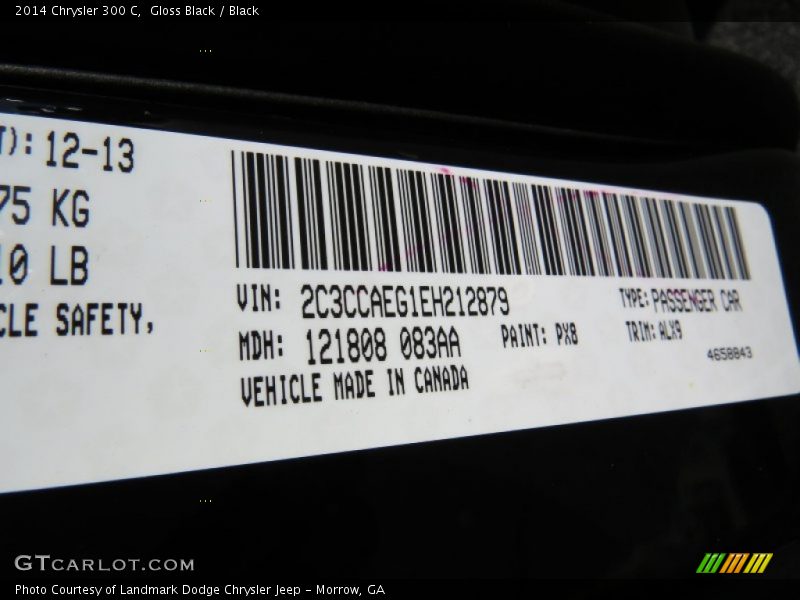 2014 Chrysler 300 C,  Gloss Black / Black
T): 12-13
75 KG
10 LB
CLE SAFETY,
VIN: 2C3CCAEG1EH212879
TYPE: PASSENGER CAR
MDH: 121808 083AA
PAINT: PX8
TRIM: ALX9
4658843
VEHICLE MADE IN CANADA
GTCARLOT.COM
Photo Courtesy of Landmark Dodge Chrysler Jeep - Morrow, GA